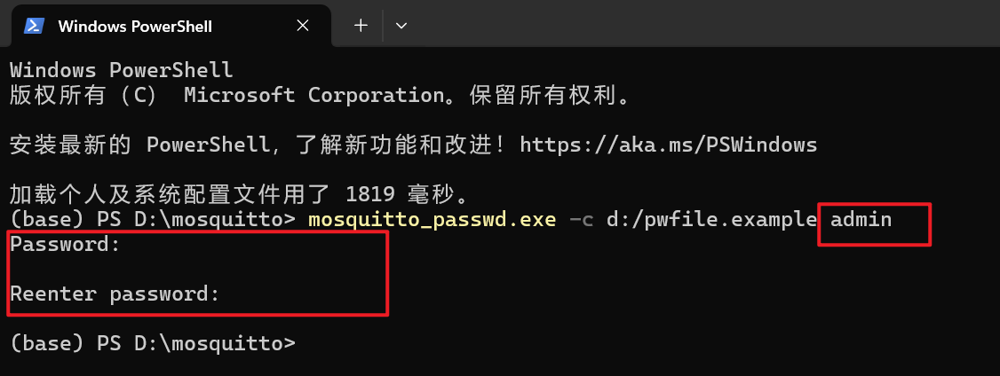 Windows PowerShell
Windows PowerShell
版权所有（C） Microsoft Corporation。保留所有权利。
安装最新的 PowerShell，了解新功能和改进！https://aka.ms/PSWindows
加载个人及系统配置文件用了 1819 毫秒。
(base) PS D:\mosquitto> mosquitto_passwd.exe -c d:/pwfile.example admin
Password:
Reenter password:
(base) PS D:\mosquitto>